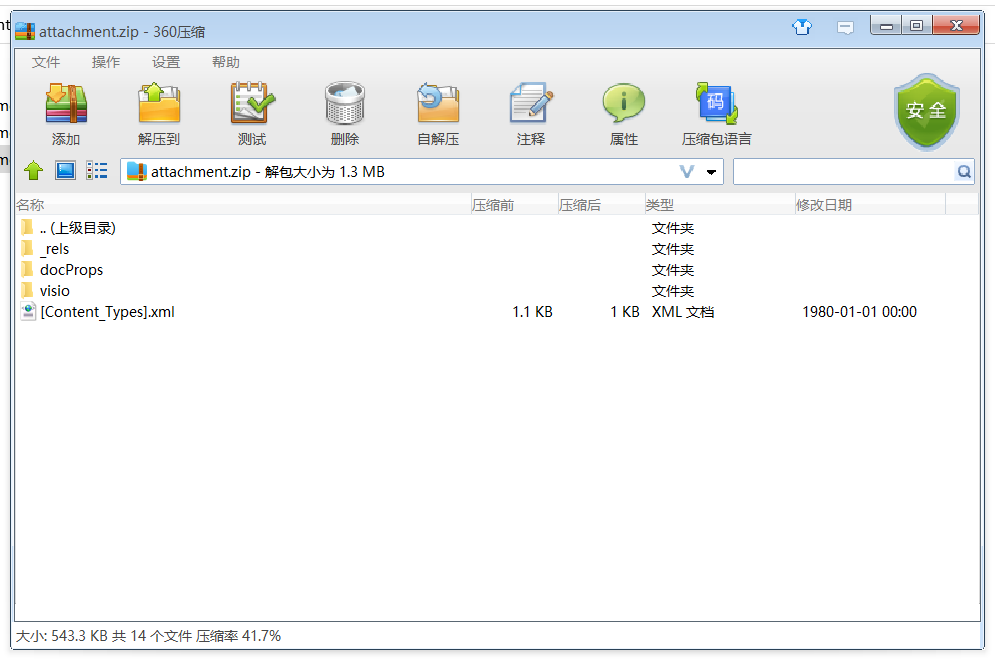 nt
attachment.zip - 360压缩
文件 操作 设置 帮助
安全
码
添加 解压到 测试 删除 自解压 注释 属性 压缩包语言
attachment.zip - 解包大小为 1.3 MB
名称 压缩前 压缩后 类型 修改日期
.. (上级目录) 文件夹
_rels 文件夹
docProps 文件夹
visio 文件夹
[Content_Types].xml 1.1 KB 1 KB XML 文档 1980-01-01 00:00
大小: 543.3 KB 共 14 个文件 压缩率 41.7%